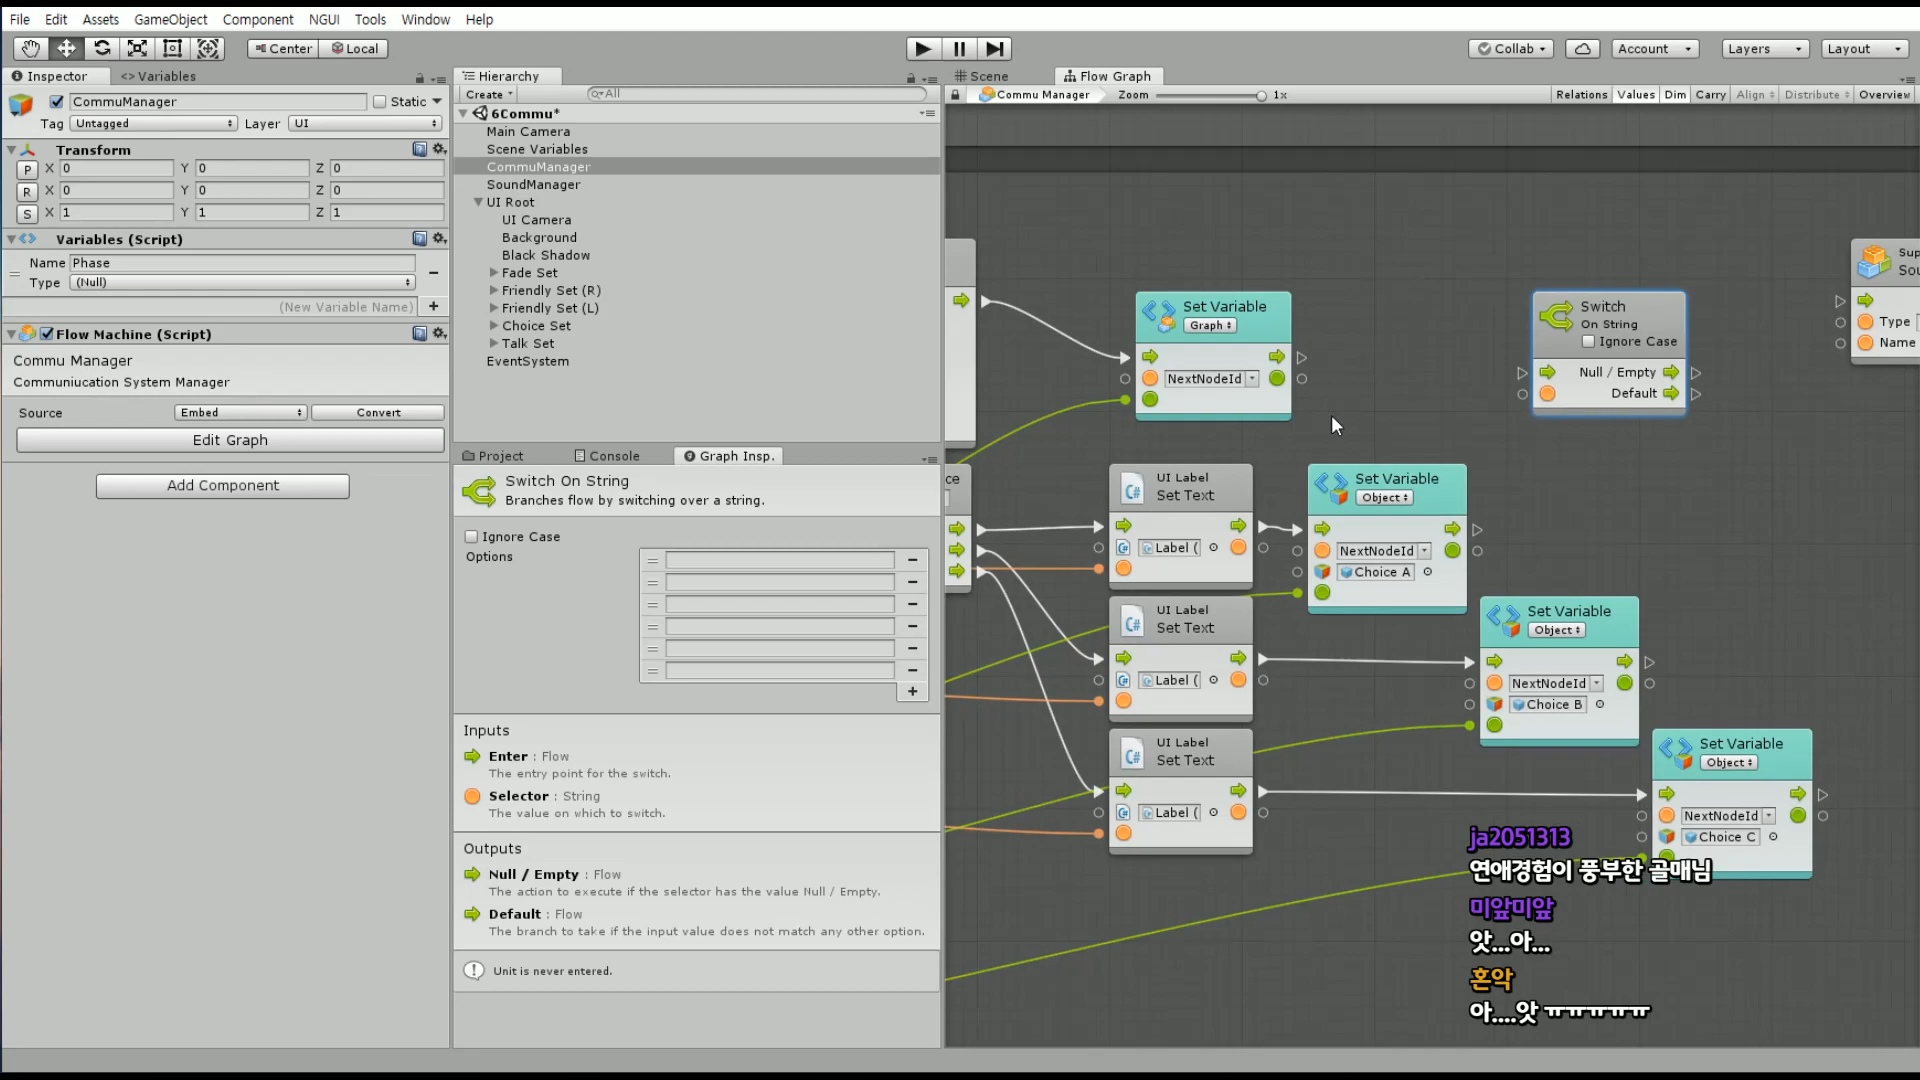 File Edit Assets GameObject Component NGUI Tools Window Help
Center Local
Collab Account Layers Layout
Inspector Variables
CommuManager Static
Tag Untagged Layer UI
Transform
P X 0 Y 0 Z 0
R X 0 Y 0 Z 0
S X 1 Y 1 Z 1
Variables (Script)
Name Phase
Type (Null)
(New Variable Name)
Flow Machine (Script)
Commu Manager
Communiucation System Manager
Source Embed Convert
Edit Graph
Add Component
Hierarchy
Create All
6Commu*
Main Camera
Scene Variables
CommuManager
SoundManager
UI Root
UI Camera
Background
Black Shadow
Fade Set
Friendly Set (R)
Friendly Set (L)
Choice Set
Talk Set
EventSystem
Project Console Graph Insp.
Switch On String
Branches flow by switching over a string.
Ignore Case
Options
Inputs
Enter : Flow
The entry point for the switch.
Selector : String
The value on which to switch.
Outputs
Null / Empty : Flow
The action to execute if the selector has the value Null / Empty.
Default : Flow
The branch to take if the input value does not match any other option.
Unit is never entered.
Scene Flow Graph
Commu Manager Zoom 1x Relations Values Dim Carry Align Distribute Overview
Set Variable
Graph
NextNodeId
Switch
On String
Ignore Case
Null / Empty
Default
Sup
Sou
Type
Name
ce
UI Label
Set Text
Label (
Set Variable
Object
NextNodeId
Choice A
UI Label
Set Text
Label (
Set Variable
Object
NextNodeId
Choice B
UI Label
Set Text
Label (
Set Variable
Object
NextNodeId
Choice C
ja2051313
연애경험이 풍부한 골매님
미앞미앞
앗...아...
혼악
아....앗 ㅠㅠㅠㅠㅠ